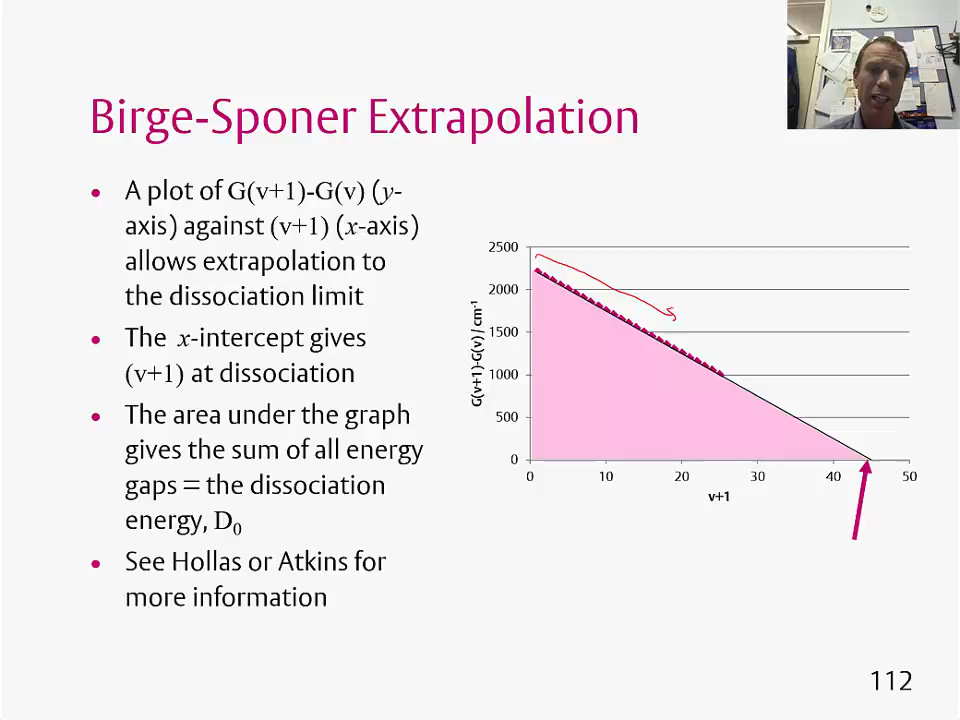 Birge-Sponer Extrapolation
• A plot of G(v+1)-G(v) (y-
axis) against (v+1) (x-axis)
allows extrapolation to
the dissociation limit
• The x-intercept gives
(v+1) at dissociation
• The area under the graph
gives the sum of all energy
gaps = the dissociation
energy, D₀
• See Hollas or Atkins for
more information
G(v+1)-G(v) / cm⁻¹
2500
2000
1500
1000
500
0
0 10 20 30 40 50
v+1
112